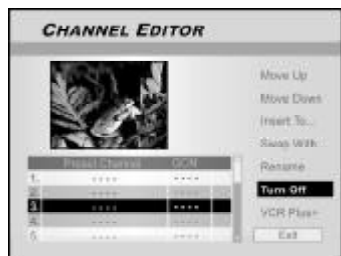 CHANNEL EDITOR
Move Up
Move Down
Insert To...
Swap With
Preset Channel GCN
Rename
1. ---- ----
Turn Off
2. ---- ----
3. ---- ----
VCR Plus+
4. ---- ----
5. ---- ----
Exit